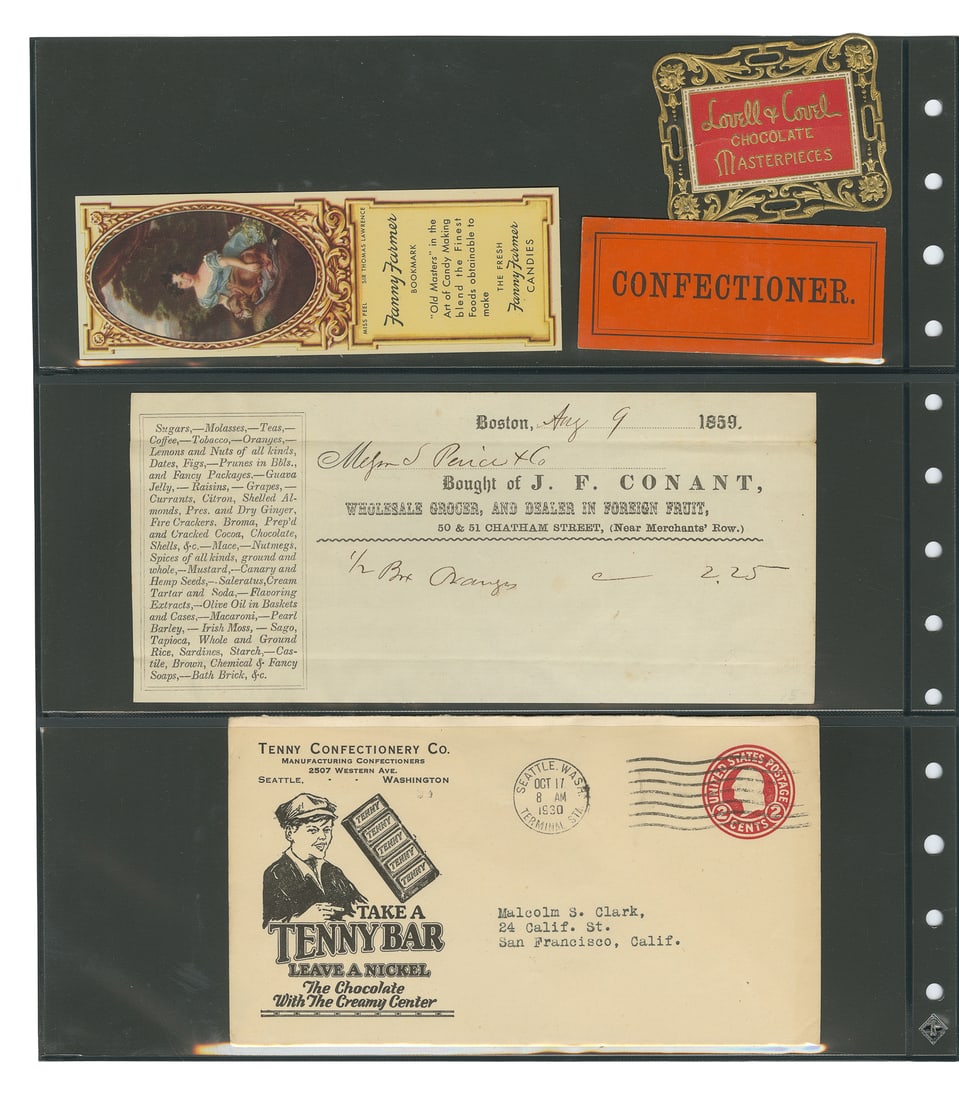 Lovell & Covel
CHOCOLATE
MASTERPIECES
MISS PEEL SIR THOMAS LAWRENCE
Fanny Farmer
BOOKMARK
"Old Masters" in the
Art of Candy Making
blend the Finest
Foods obtainable to
make
THE FRESH
Fanny Farmer
CANDIES
CONFECTIONER.
Sugars,—Molasses,—Teas,—
Coffee,—Tobacco,—Oranges,—
Lemons and Nuts of all kinds,
Dates, Figs,—Prunes in Bbls.,
and Fancy Packages.—Guava
Jelly, — Raisins, — Grapes, —
Currants, Citron, Shelled Al-
monds, Pres. and Dry Ginger,
Fire Crackers. Broma, Prep'd
and Cracked Cocoa, Chocolate,
Shells, &c.—Mace,—Nutmegs,
Spices of all kinds, ground and
whole,—Mustard,—Canary and
Hemp Seeds,—Saleratus, Cream
Tartar and Soda,—Flavoring
Extracts,—Olive Oil in Baskets
and Cases,—Macaroni,—Pearl
Barley, — Irish Moss, — Sago,
Tapioca, Whole and Ground
Rice, Sardines, Starch,—Cas-
tile, Brown, Chemical & Fancy
Soaps,—Bath Brick, &c.
Boston, Aug 9 1859.
S & Co
Bought of J. F. CONANT,
WHOLESALE GROCER, AND DEALER IN FOREIGN FRUIT,
50 & 51 CHATHAM STREET, (Near Merchants' Row.)
1/2 Box Oranges 2.25
TENNY CONFECTIONERY CO.
MANUFACTURING CONFECTIONERS
2507 WESTERN AVE.
SEATTLE, - - WASHINGTON
TENNY
TENNY
TENNY
TENNY
TENNY
TAKE A
TENNY BAR
LEAVE A NICKEL
The Chocolate
With The Creamy Center
SEATTLE, WASH.
OCT 17
8 AM
1930
TERMINAL STA.
UNITED STATES POSTAGE
2 CENTS 2
Malcolm S. Clark,
24 Calif. St.
San Francisco, Calif.